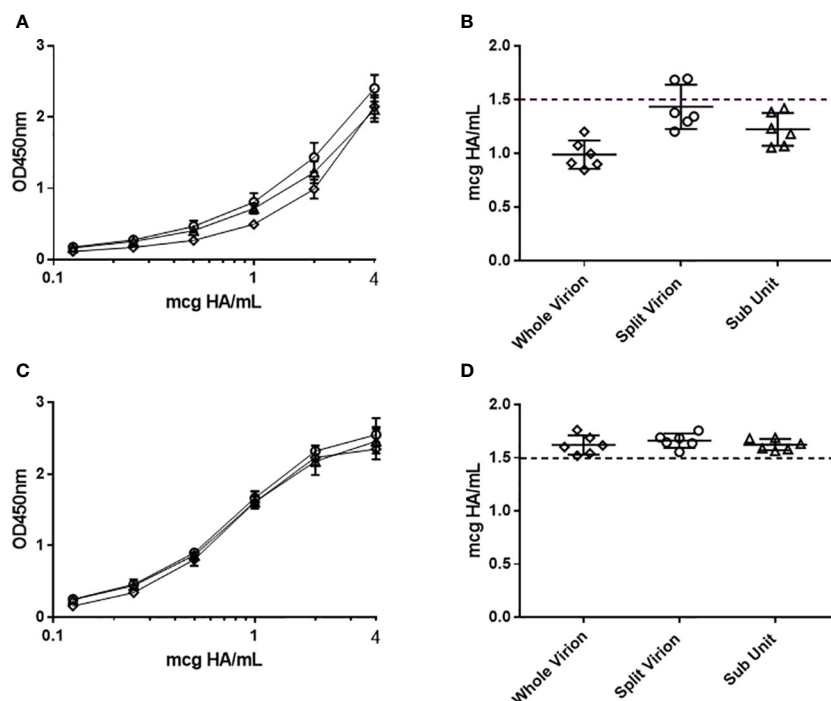 A
3
2
1
0
OD450nm
0.1
1
4
mcg HA/mL
B
2.0
1.5
1.0
0.5
0.0
mcg HA/mL
Whole Virion
Split Virion
Sub Unit
C
3
2
1
0
OD450nm
0.1
1
4
mcg HA/mL
D
2.0
1.5
1.0
0.5
0.0
mcg HA/mL
Whole Virion
Split Virion
Sub Unit